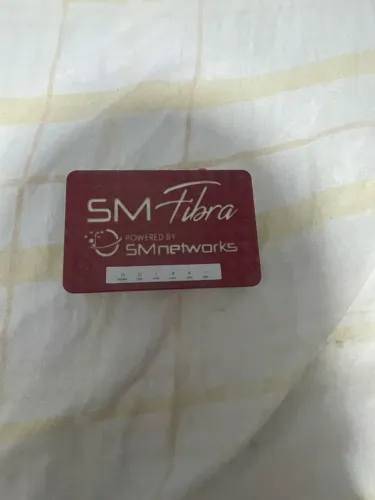 SM Fibra
POWERED BY
SMnetworks